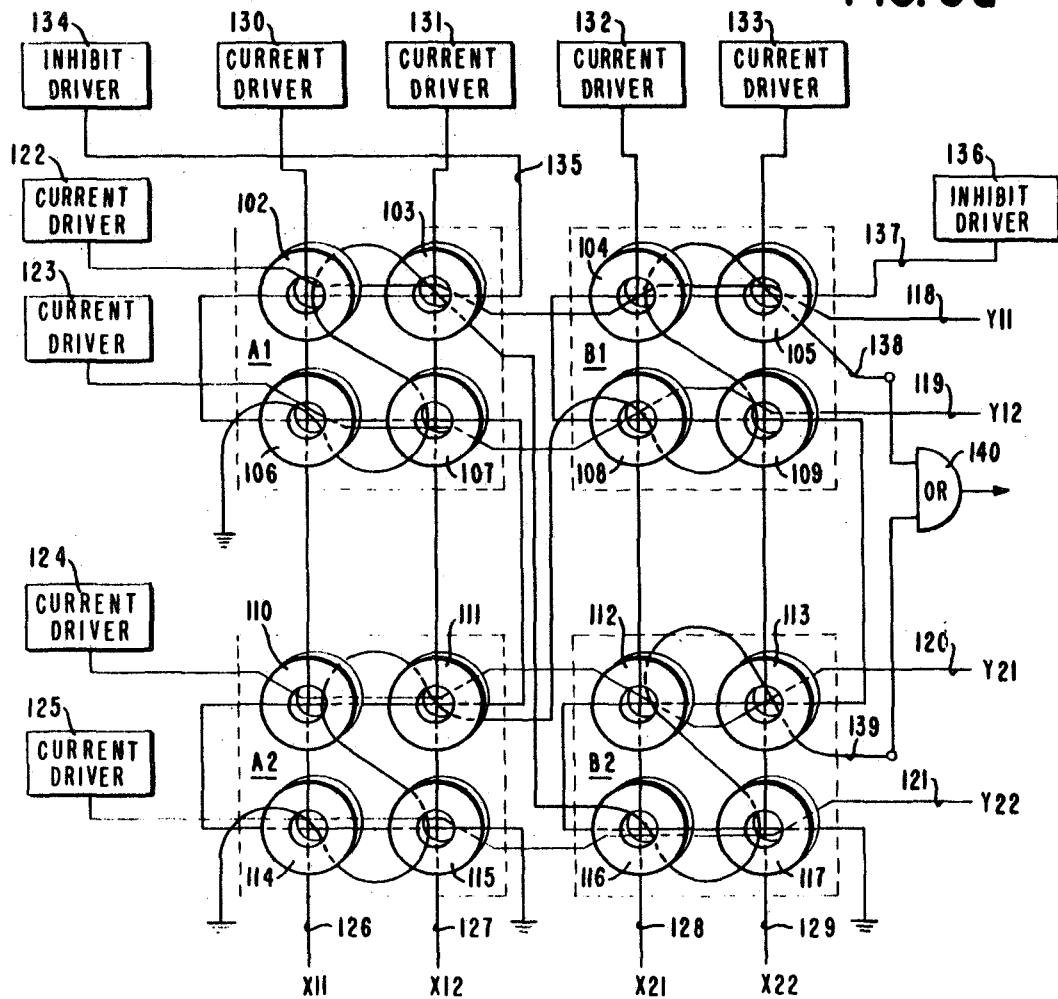 FIG. 6a
134
130
131
132
133
INHIBIT DRIVER
CURRENT DRIVER
CURRENT DRIVER
CURRENT DRIVER
CURRENT DRIVER
122
CURRENT DRIVER
135
136
INHIBIT DRIVER
102
103
104
137
123
CURRENT DRIVER
118
Y11
A1
B1
105
138
119
Y12
106
107
108
109
140
OR
124
CURRENT DRIVER
110
111
112
113
120
Y21
125
CURRENT DRIVER
A2
B2
139
121
Y22
114
115
116
117
126
127
128
129
X11
X12
X21
X22